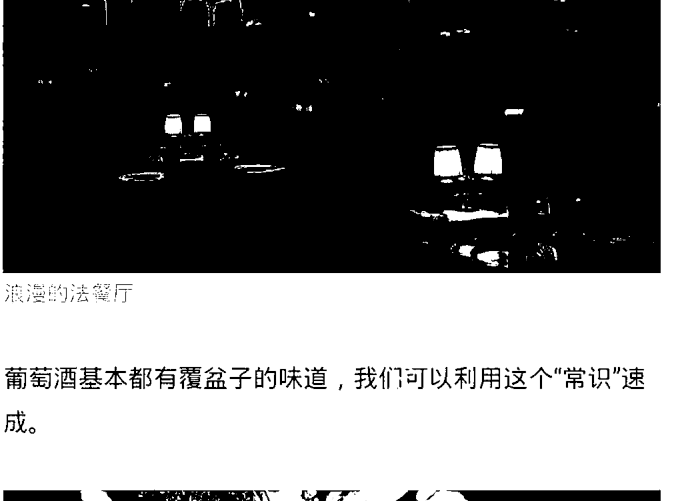 浪漫的法餐厅
葡萄酒基本都有覆盆子的味道，我们可以利用这个“常识”速
成。